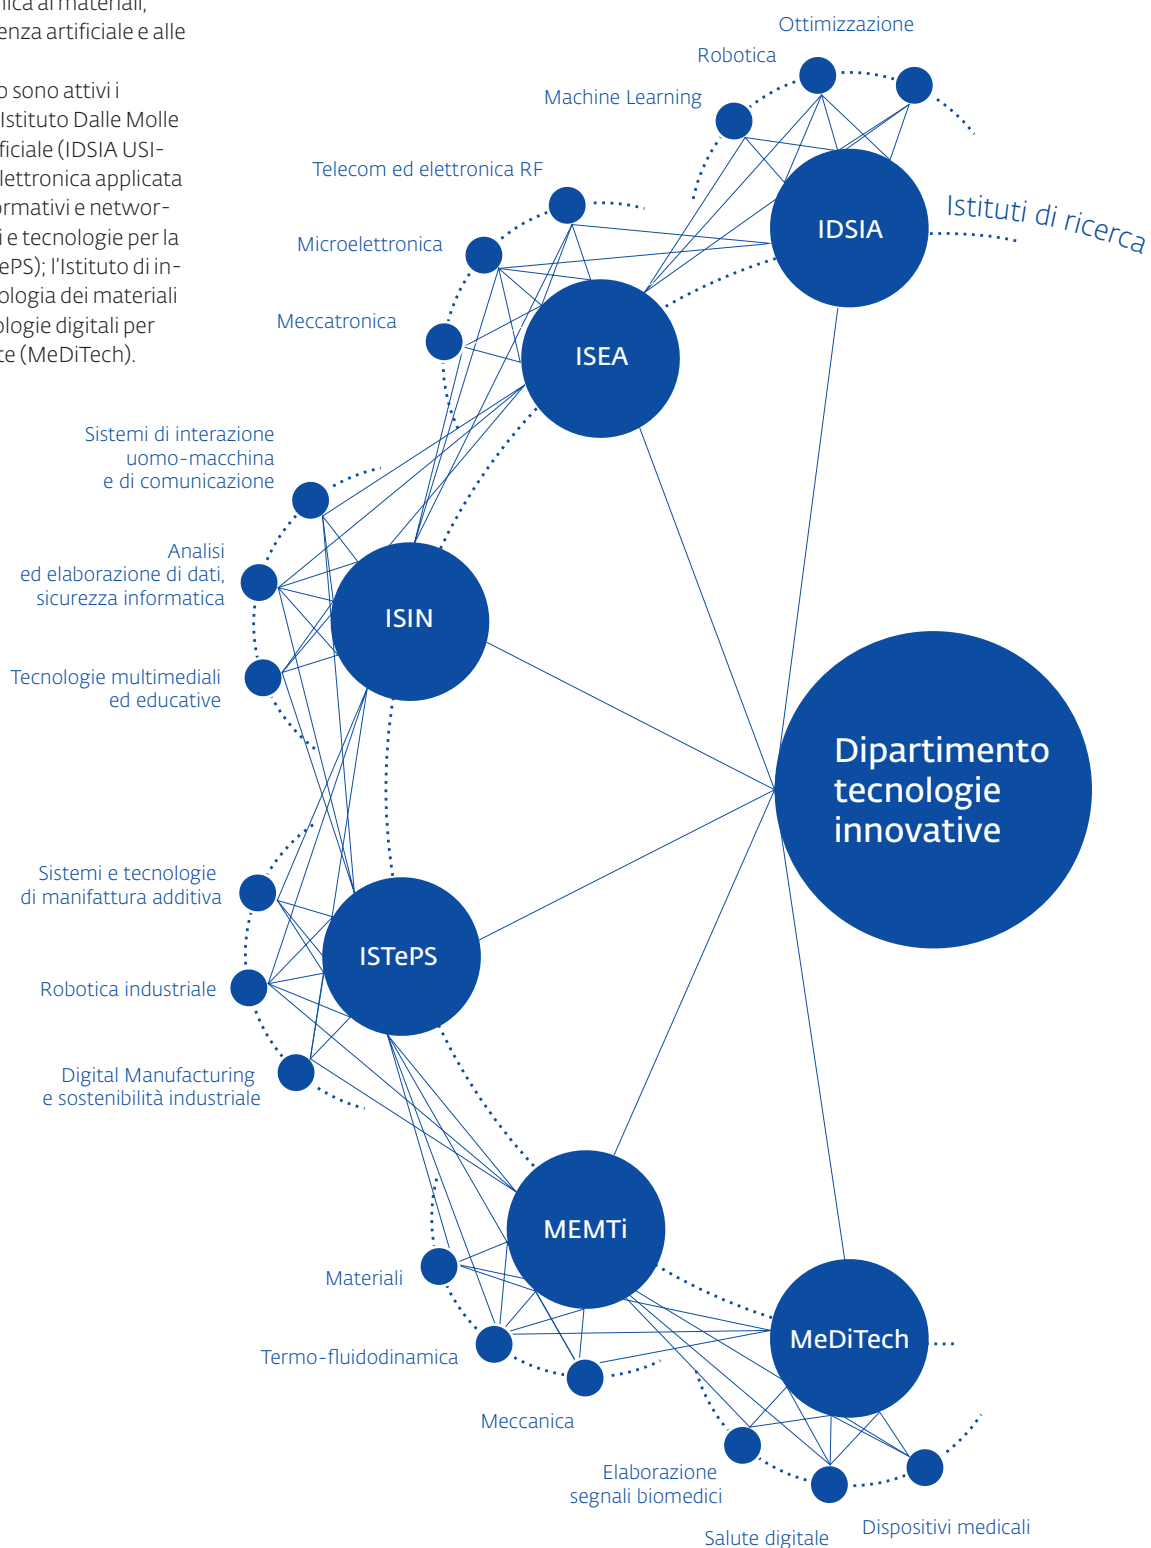 nica ai materiali,
enza artificiale e alle
o sono attivi i
Istituto Dalle Molle
ficiale (IDSIA USI-
lettronica applicata
ormativi e networ-
i e tecnologie per la
ePS); l'Istituto di in-
ologia dei materiali
ologie digitali per
te (MeDiTech).
Ottimizzazione
Robotica
Machine Learning
Telecom ed elettronica RF
Microelettronica
Meccatronica
IDSIA
Istituti di ricerca
ISEA
Sistemi di interazione
uomo-macchina
e di comunicazione
Analisi
ed elaborazione di dati,
sicurezza informatica
ISIN
Tecnologie multimediali
ed educative
Dipartimento
tecnologie
innovative
Sistemi e tecnologie
di manifattura additiva
ISTePS
Robotica industriale
Digital Manufacturing
e sostenibilità industriale
MEMTi
Materiali
MeDiTech
Termo-fluidodinamica
Meccanica
Elaborazione
segnali biomedici
Salute digitale
Dispositivi medicali